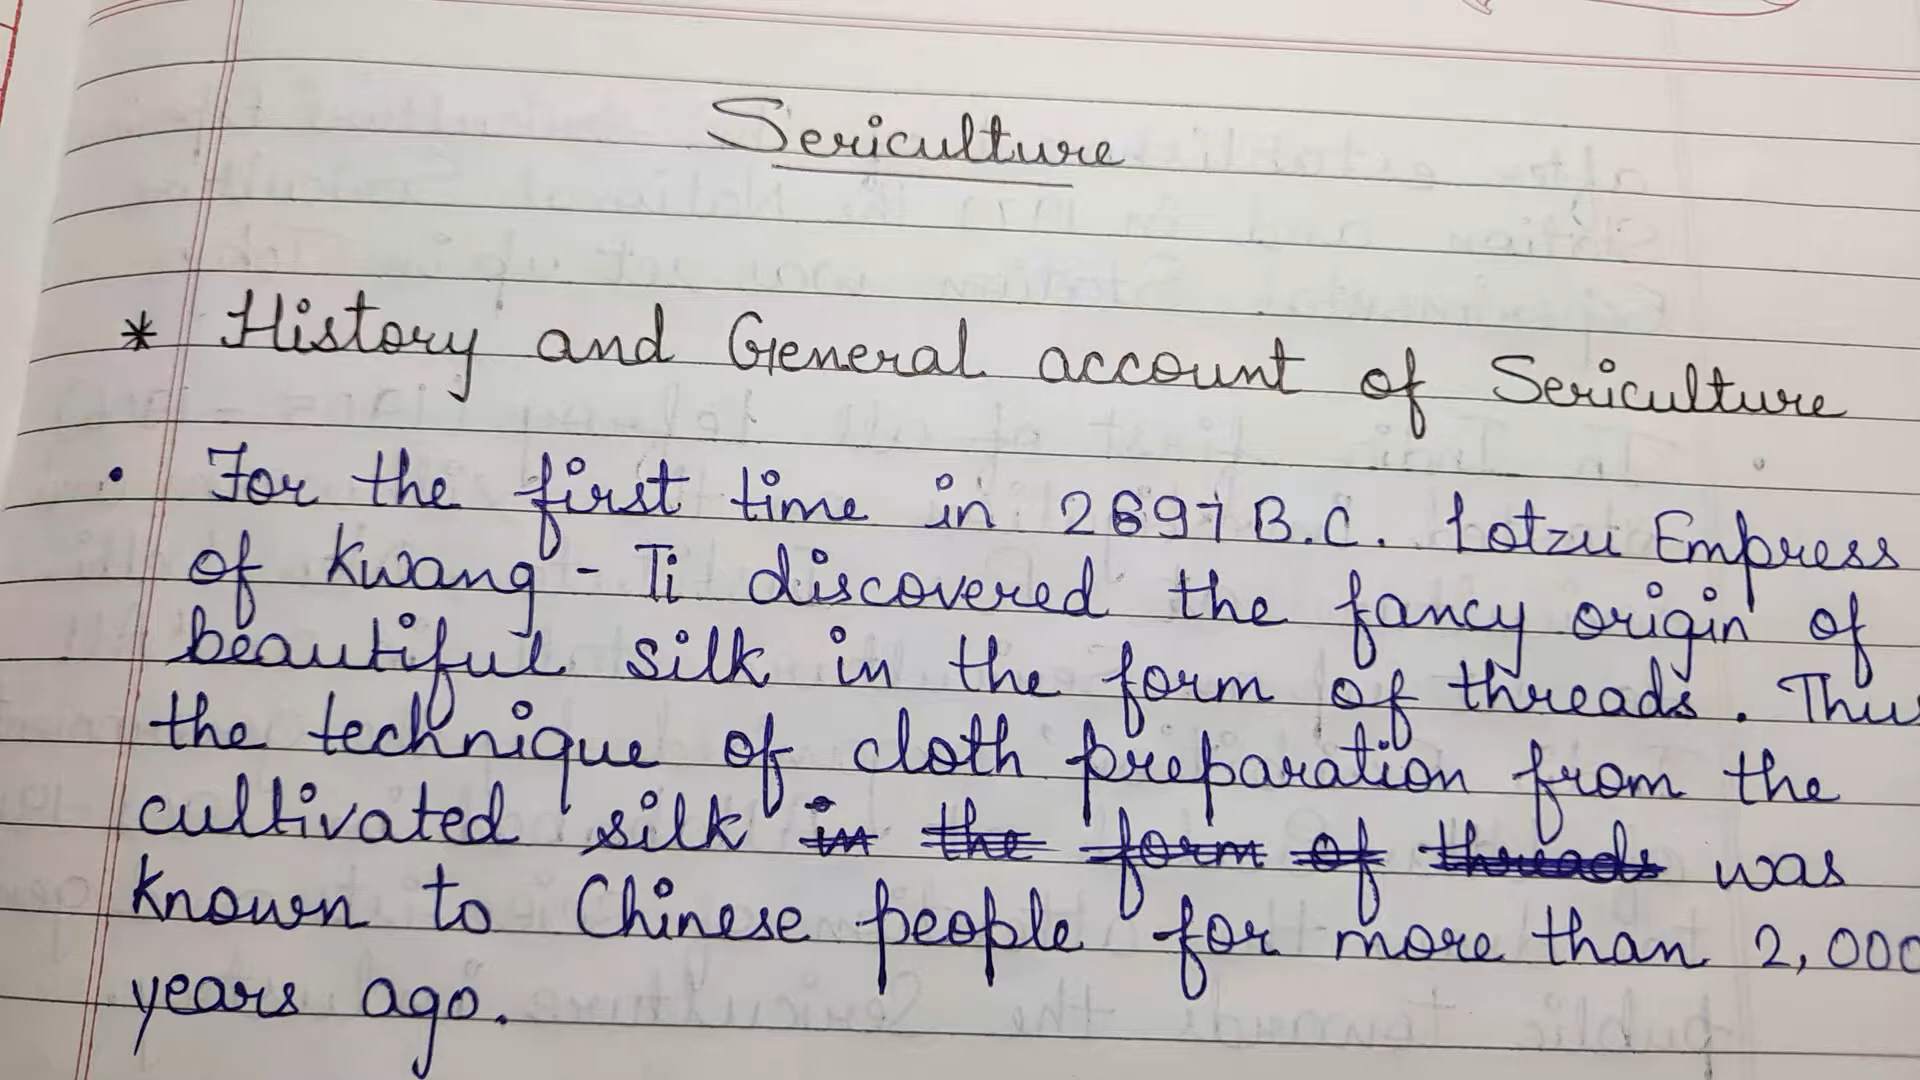 Sericulture
* History and General account of Sericulture
• For the first time in 2697 B.C. Lotzu Empress
of Kwang-Ti discovered the fancy origin of
beautiful silk in the form of threads. Thus
the technique of cloth preparation from the
cultivated silk in the form of threads was
known to Chinese people for more than 2,000
years ago.